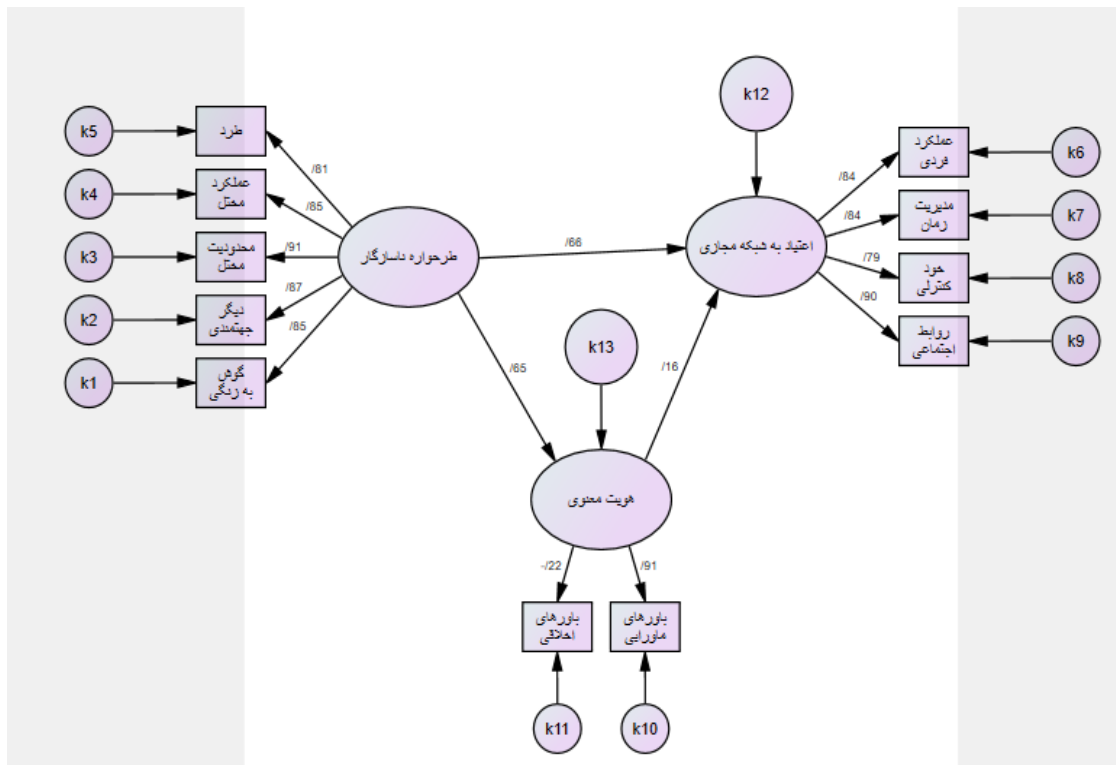 k12
k5
طرد
/81
k4
عملکرد
مختل
/85
k3
محدودیت
مختل
/91
k2
دیگر
جهتمندی
/87
k1
گوش
به زنگی
/85
طرحواره ناسازگار
/66
اعتیاد به شبکه مجازی
/84
عملکرد
فردی
k6
/84
مدیریت
زمان
k7
/79
خود
کنترلی
k8
/90
روابط
اجتماعی
k9
k13
/65
/16
هویت معنوی
-/22
/91
باورهای
اخلاقی
باورهای
ماورایی
k11
k10